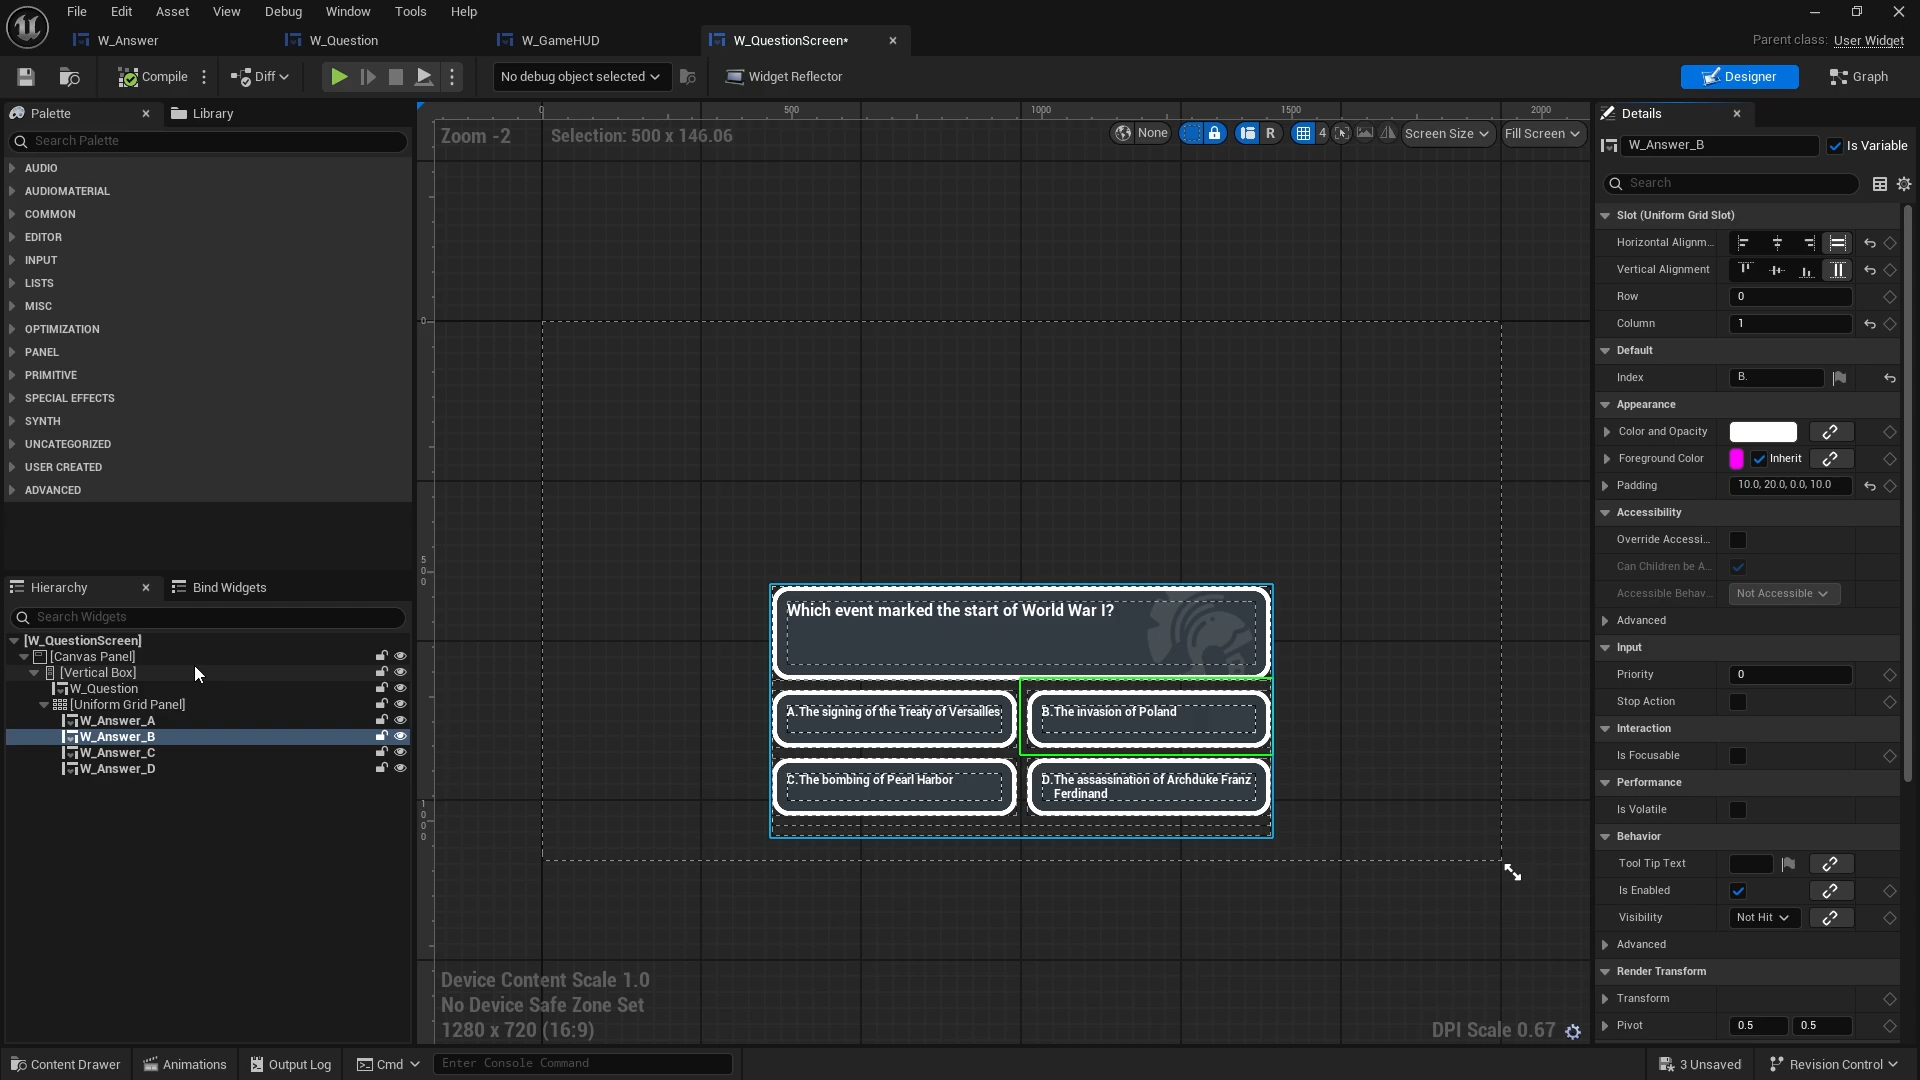 File Edit Asset View Debug Window Tools Help
W_Answer
W_Question
W_GameHUD
W_QuestionScreen*
Parent class: User Widget
Compile
Diff
No debug object selected
Widget Reflector
Designer
Graph
Palette
Library
Search Palette
AUDIO
AUDIOMATERIAL
COMMON
EDITOR
INPUT
LISTS
MISC
OPTIMIZATION
PANEL
PRIMITIVE
SPECIAL EFFECTS
SYNTH
UNCATEGORIZED
USER CREATED
ADVANCED
Hierarchy
Bind Widgets
Search Widgets
[W_QuestionScreen]
[Canvas Panel]
[Vertical Box]
W_Question
[Uniform Grid Panel]
W_Answer_A
W_Answer_B
W_Answer_C
W_Answer_D
0 500 1000 1500 2000
Zoom -2
Selection: 500 x 146.06
None
R
4
Screen Size
Fill Screen
0
500
1000
Which event marked the start of World War I?
A.The signing of the Treaty of Versailles
B.The invasion of Poland
C.The bombing of Pearl Harbor
D.The assassination of Archduke Franz
Ferdinand
Device Content Scale 1.0
No Device Safe Zone Set
1280 x 720 (16:9)
DPI Scale 0.67
Details
W_Answer_B
Is Variable
Search
Slot (Uniform Grid Slot)
Horizontal Alignm...
Vertical Alignment
Row 0
Column 1
Default
Index B.
Appearance
Color and Opacity
Foreground Color Inherit
Padding 10.0, 20.0, 0.0, 10.0
Accessibility
Override Accessi...
Can Children be A...
Accessible Behav... Not Accessible
Advanced
Input
Priority 0
Stop Action
Interaction
Is Focusable
Performance
Is Volatile
Behavior
Tool Tip Text
Is Enabled
Visibility Not Hit
Advanced
Render Transform
Transform
Pivot 0.5 0.5
Content Drawer
Animations
Output Log
Cmd
Enter Console Command
3 Unsaved
Revision Control